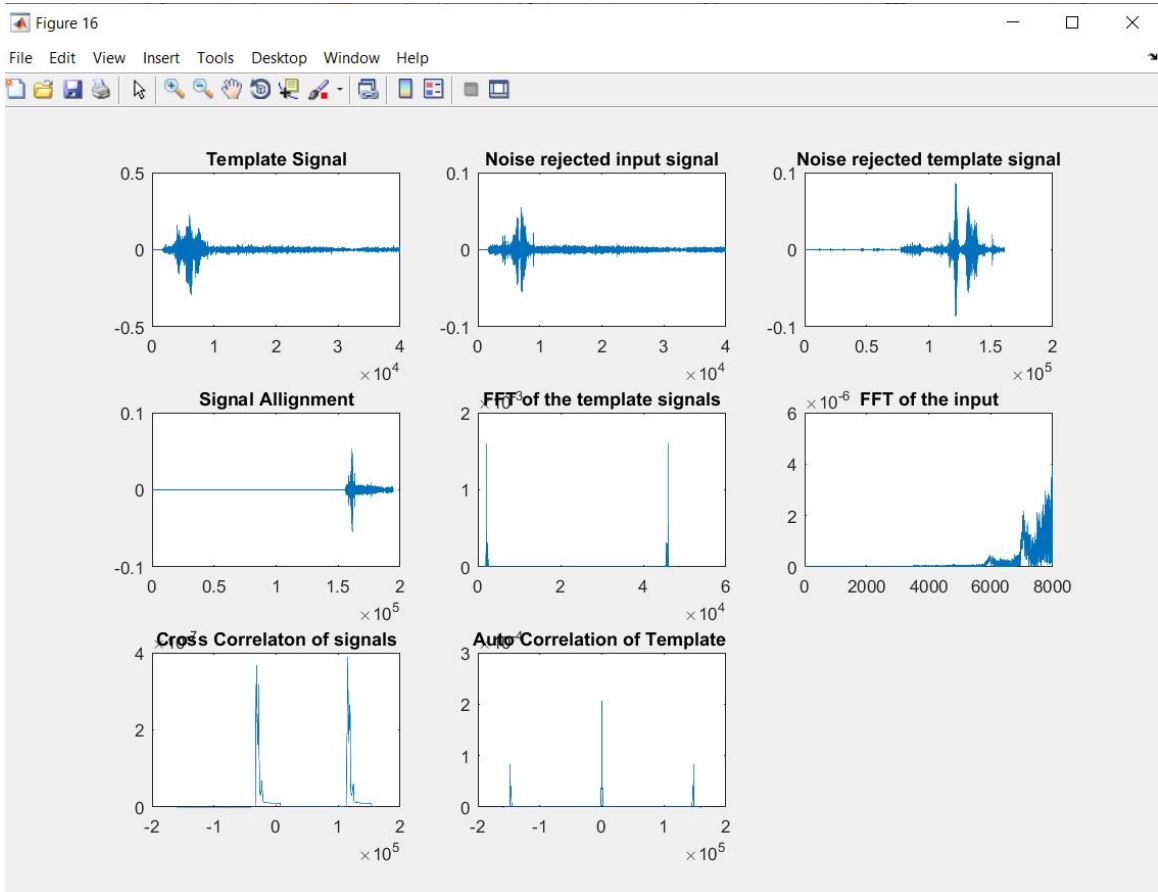 Figure 16
File Edit View Insert Tools Desktop Window Help
Template Signal
0.5
0
-0.5
0 1 2 3 4
×10^4
Noise rejected input signal
0.1
0
-0.1
0 1 2 3 4
×10^4
Noise rejected template signal
0.1
0
-0.1
0 0.5 1 1.5 2
×10^5
Signal Allignment
0.1
0
-0.1
0 0.5 1 1.5 2
×10^5
FFT of the template signals
×10^-3
2
1
0
0 2 4 6
×10^4
FFT of the input
×10^-6
6
4
2
0
0 2000 4000 6000 8000
Cross Correlaton of signals
×10^-7
4
2
0
-2 -1 0 1 2
×10^5
Auto Correlation of Template
×10^-4
3
2
1
0
-2 -1 0 1 2
×10^5